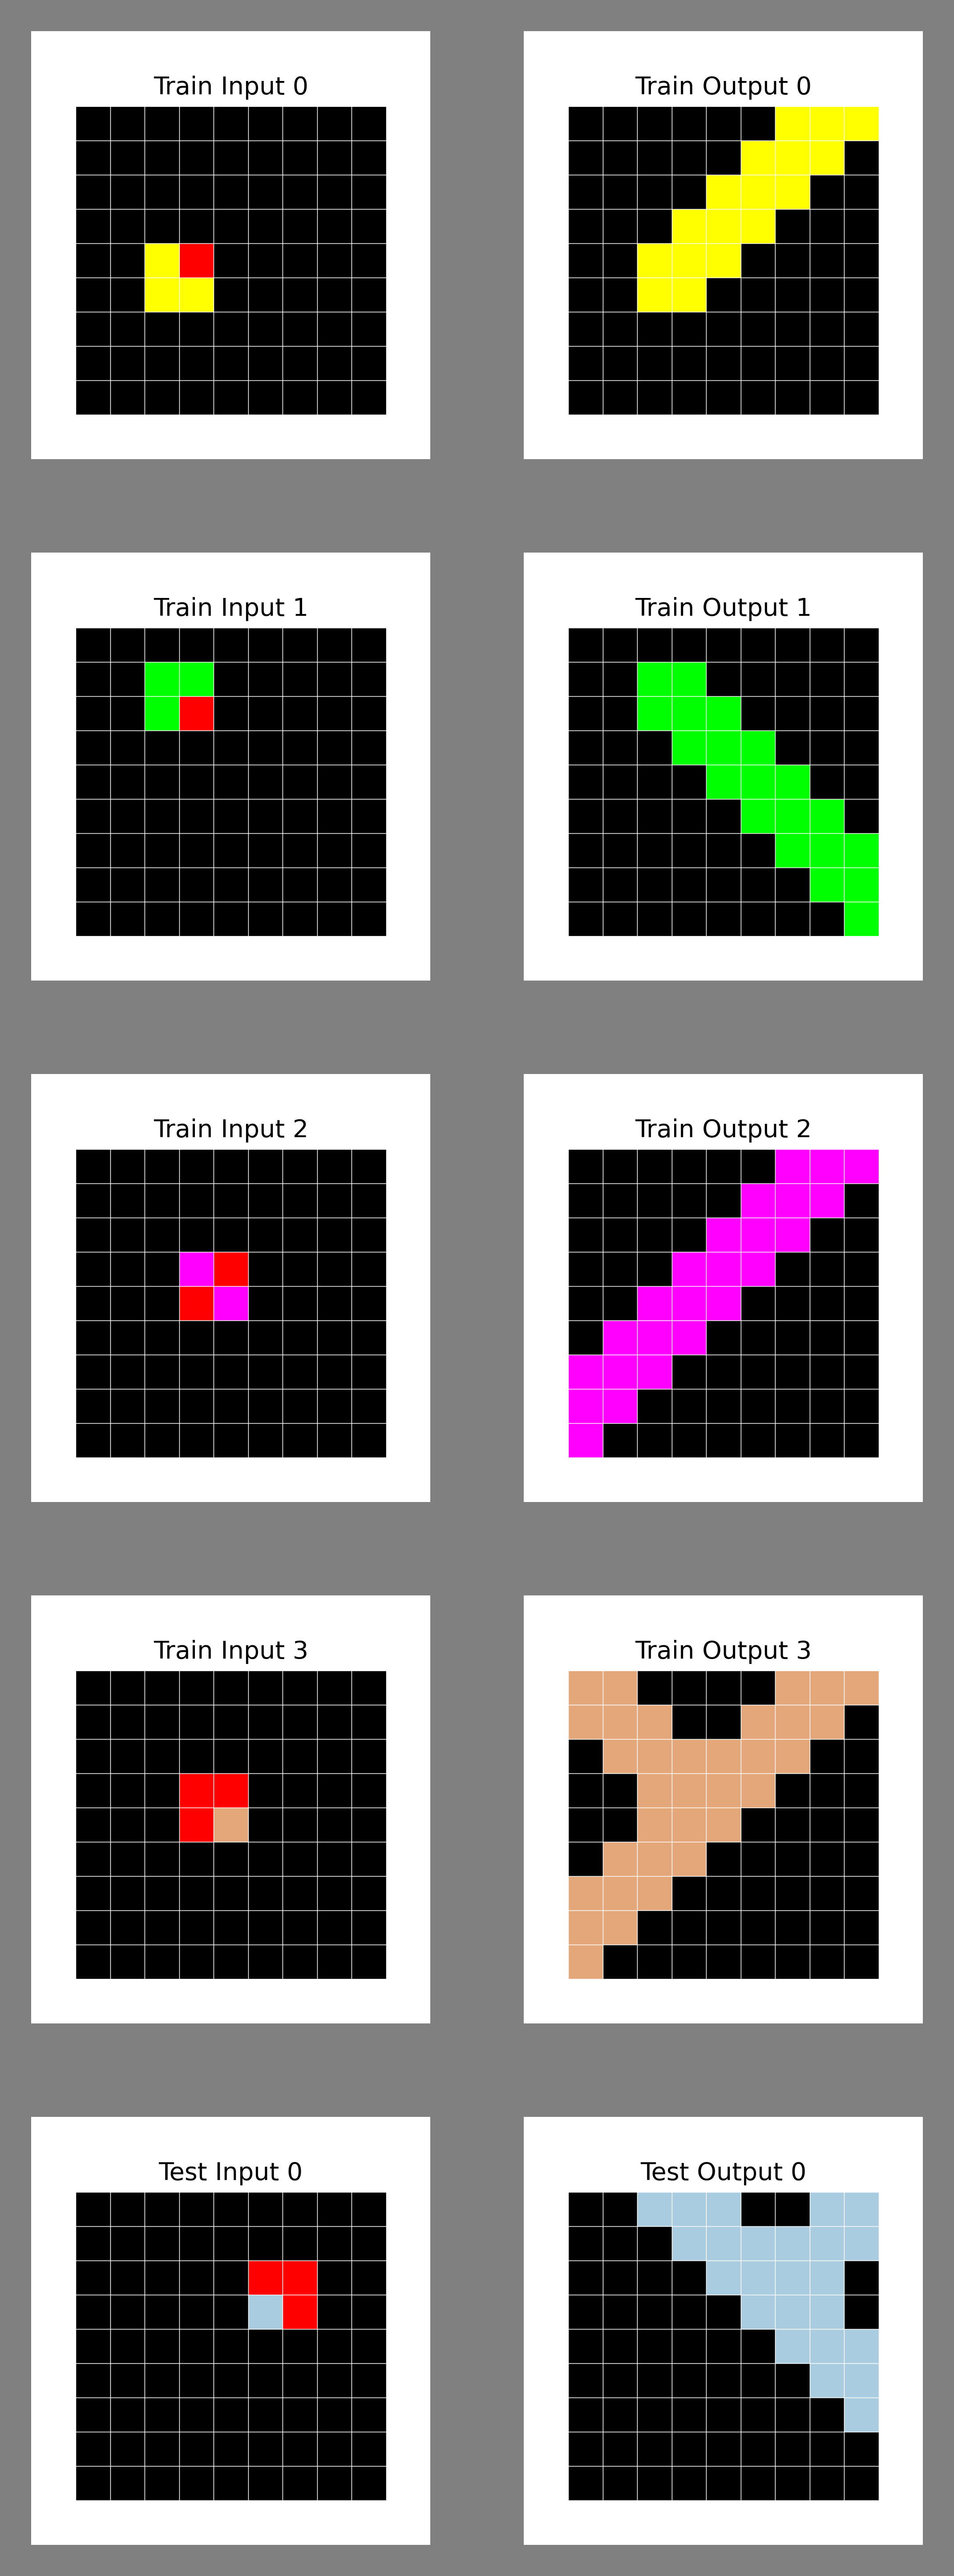 Train Input 0
Train Output 0
Train Input 1
Train Output 1
Train Input 2
Train Output 2
Train Input 3
Train Output 3
Test Input 0
Test Output 0